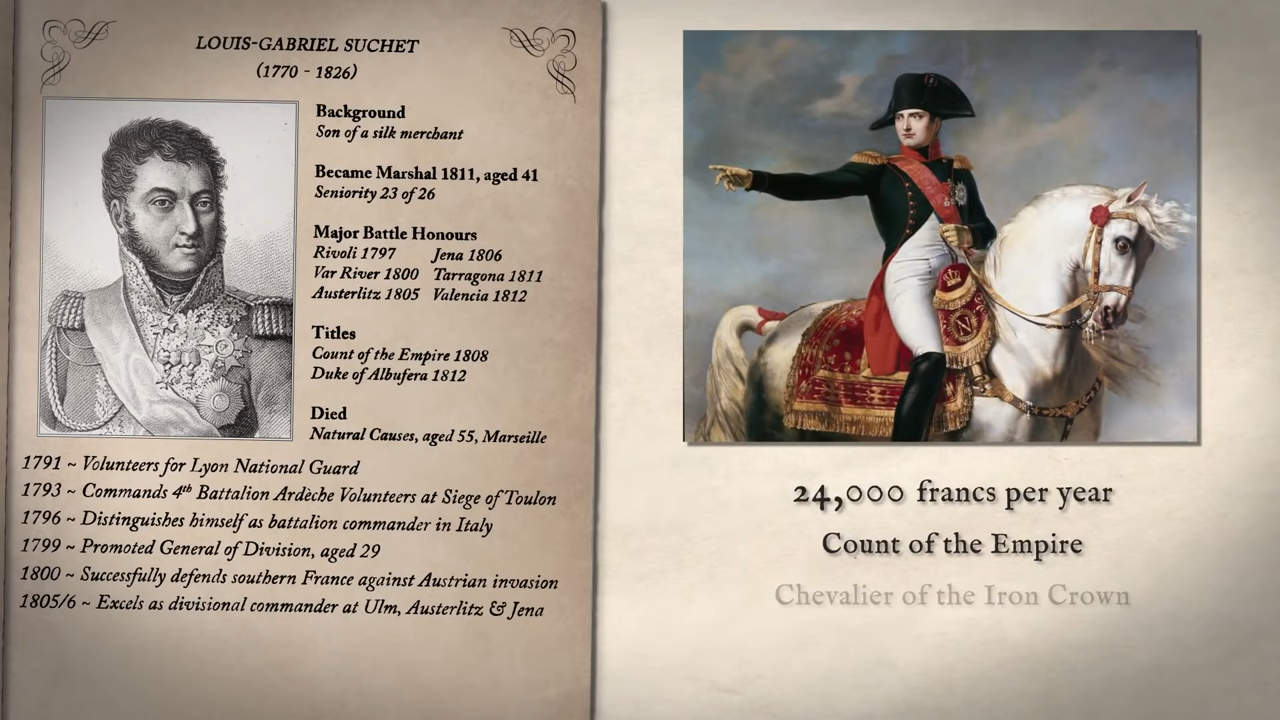 LOUIS-GABRIEL SUCHET
(1770 - 1826)
Background
Son of a silk merchant
Became Marshal 1811, aged 41
Seniority 23 of 26
Major Battle Honours
Rivoli 1797 Jena 1806
Var River 1800 Tarragona 1811
Austerlitz 1805 Valencia 1812
Titles
Count of the Empire 1808
Duke of Albufera 1812
Died
Natural Causes, aged 55, Marseille
1791 ~ Volunteers for Lyon National Guard
1793 ~ Commands 4th Battalion Ardèche Volunteers at Siege of Toulon
1796 ~ Distinguishes himself as battalion commander in Italy
1799 ~ Promoted General of Division, aged 29
1800 ~ Successfully defends southern France against Austrian invasion
1805/6 ~ Excels as divisional commander at Ulm, Austerlitz & Jena
N
24,000 francs per year
Count of the Empire
Chevalier of the Iron Crown